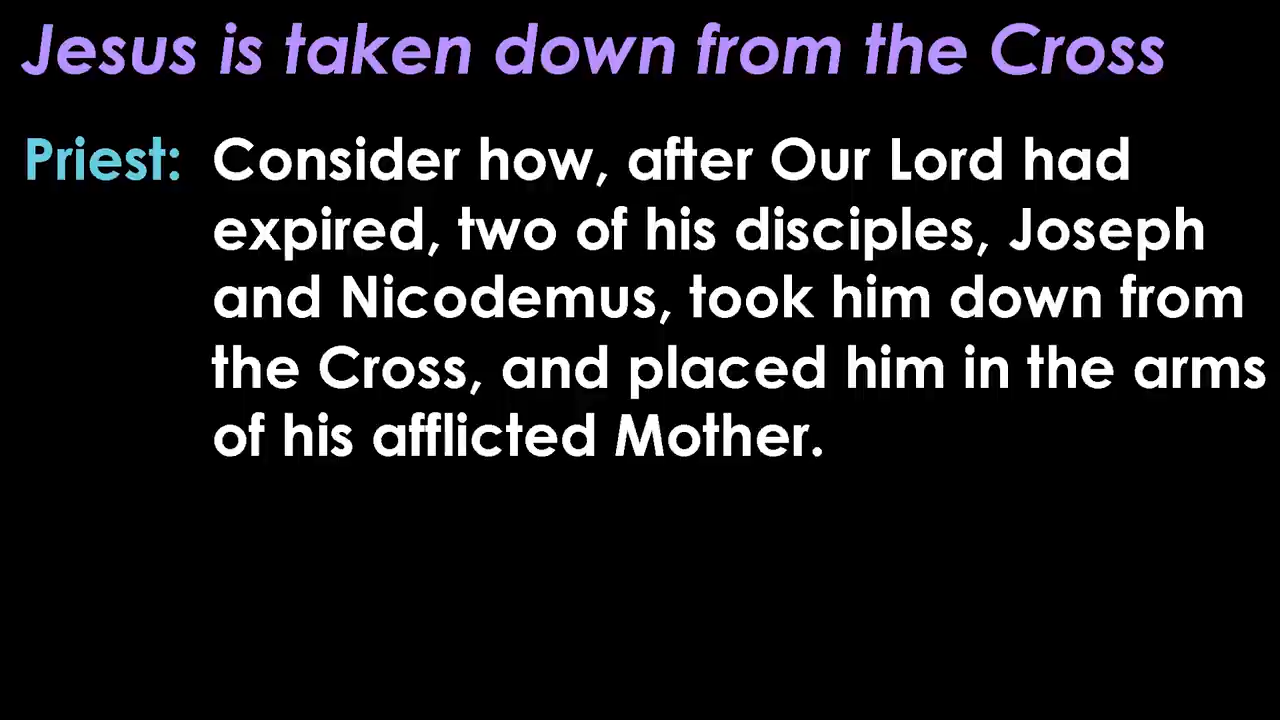 Jesus is taken down from the Cross
Priest: Consider how, after Our Lord had
expired, two of his disciples, Joseph
and Nicodemus, took him down from
the Cross, and placed him in the arms
of his afflicted Mother.